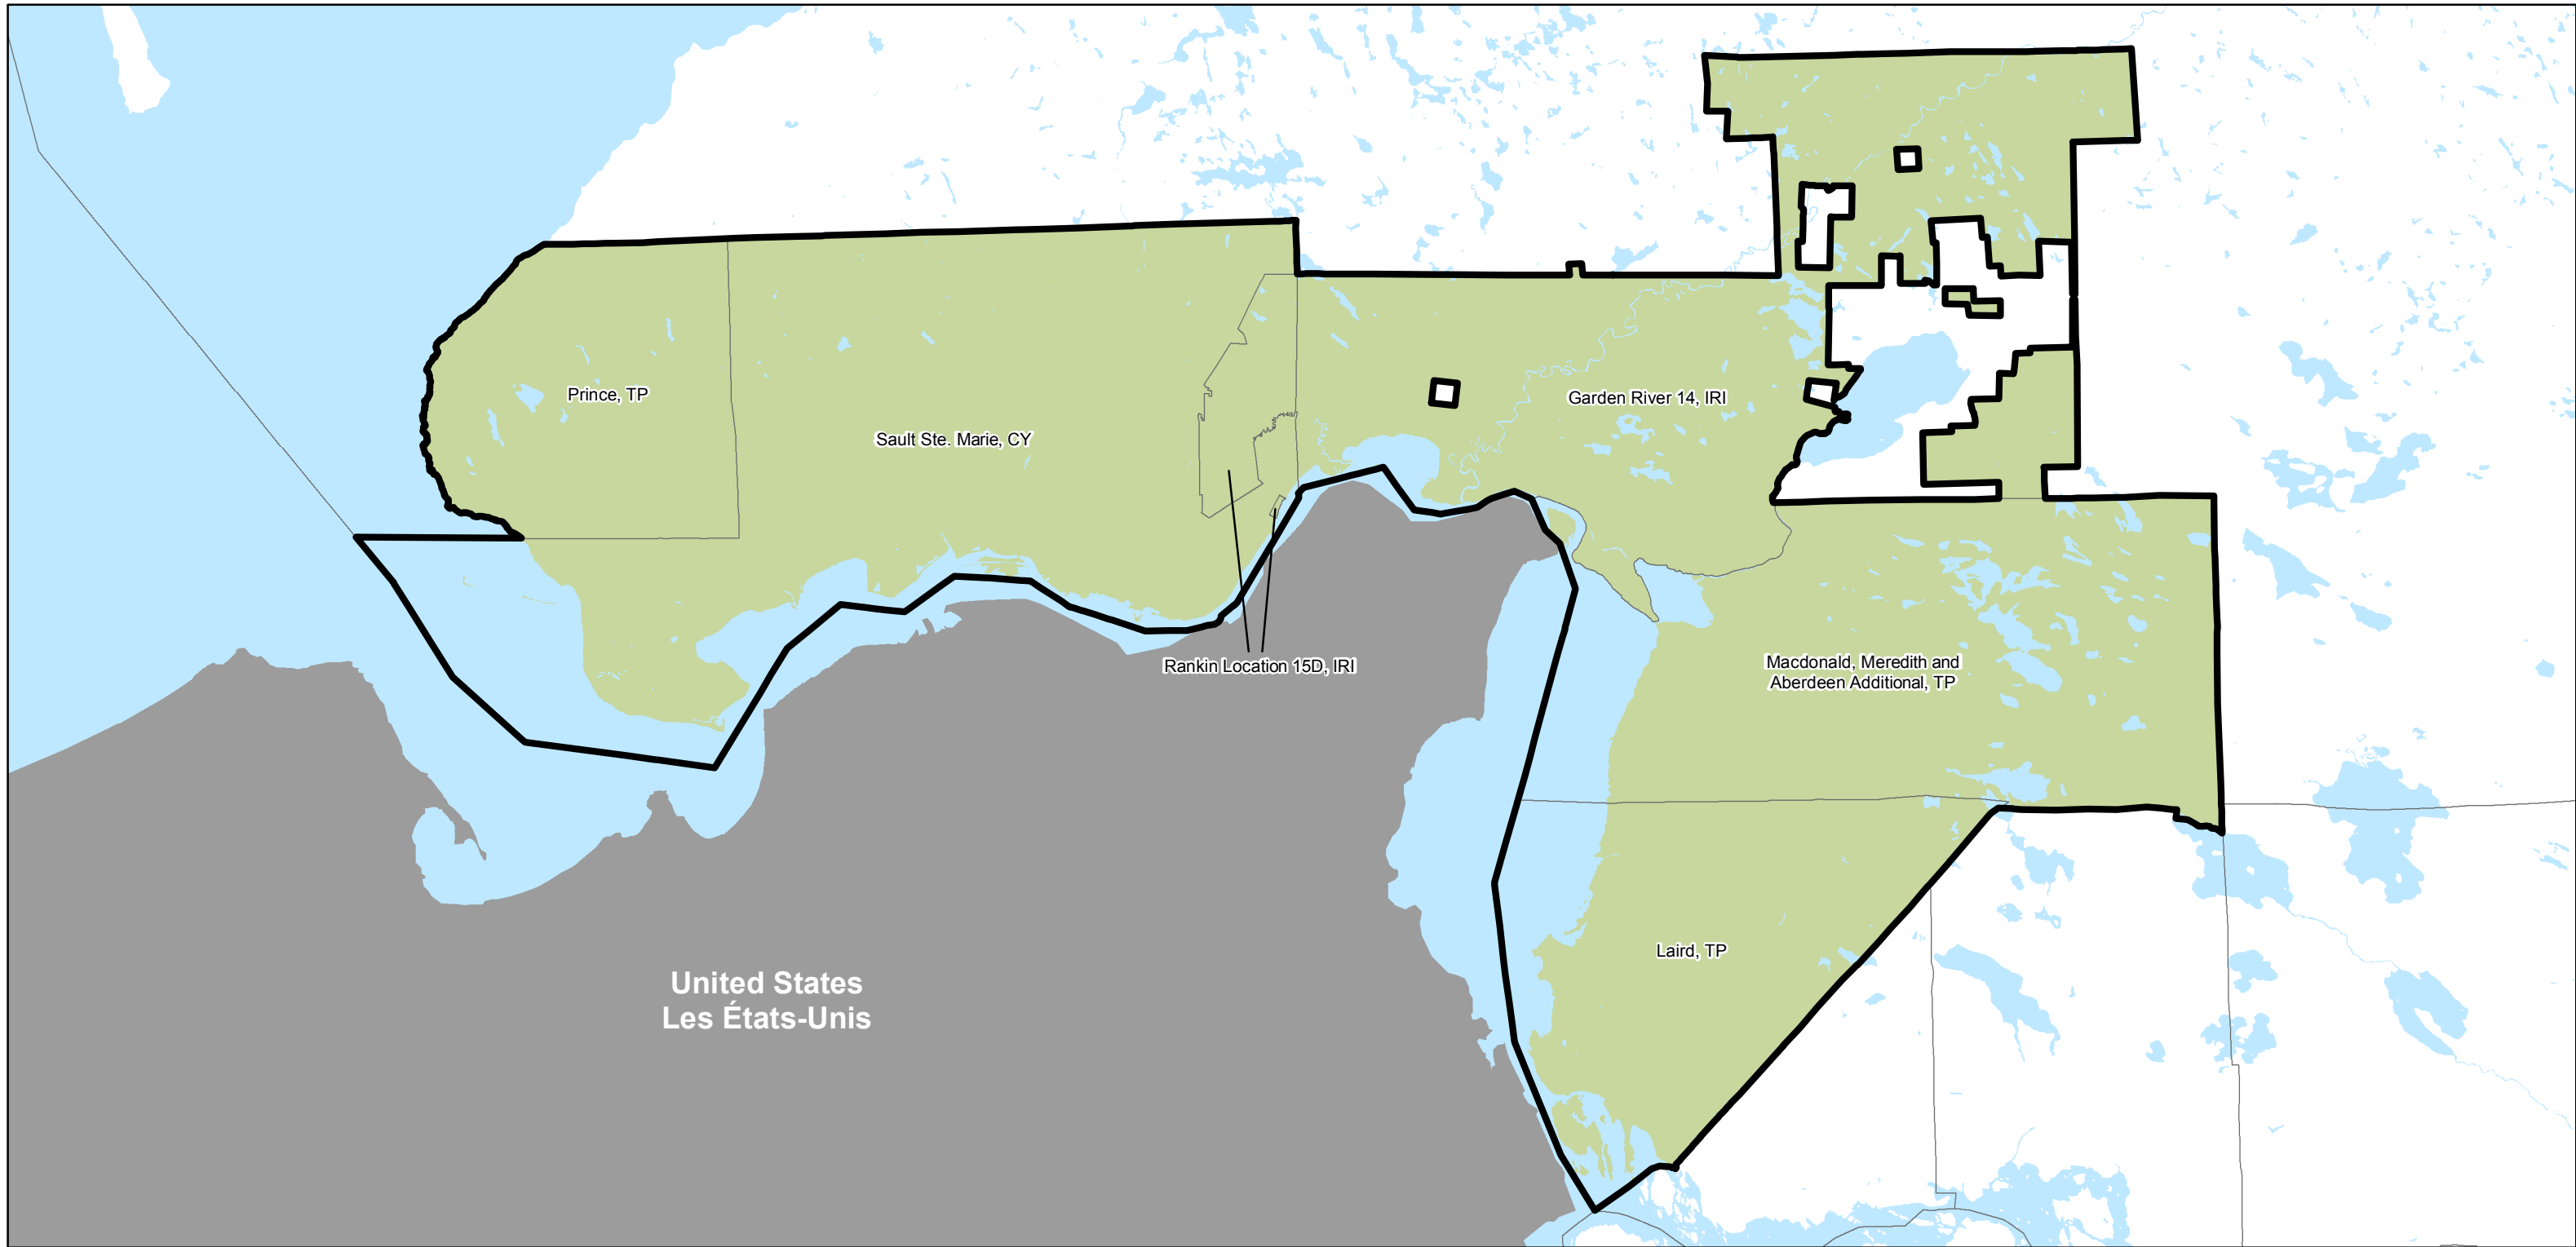 Prince, TP
Sault Ste. Marie, CY
Garden River 14, IRI
Rankin Location 15D, IRI
Macdonald, Meredith and
Aberdeen Additional, TP
Laird, TP
United States
Les États-Unis